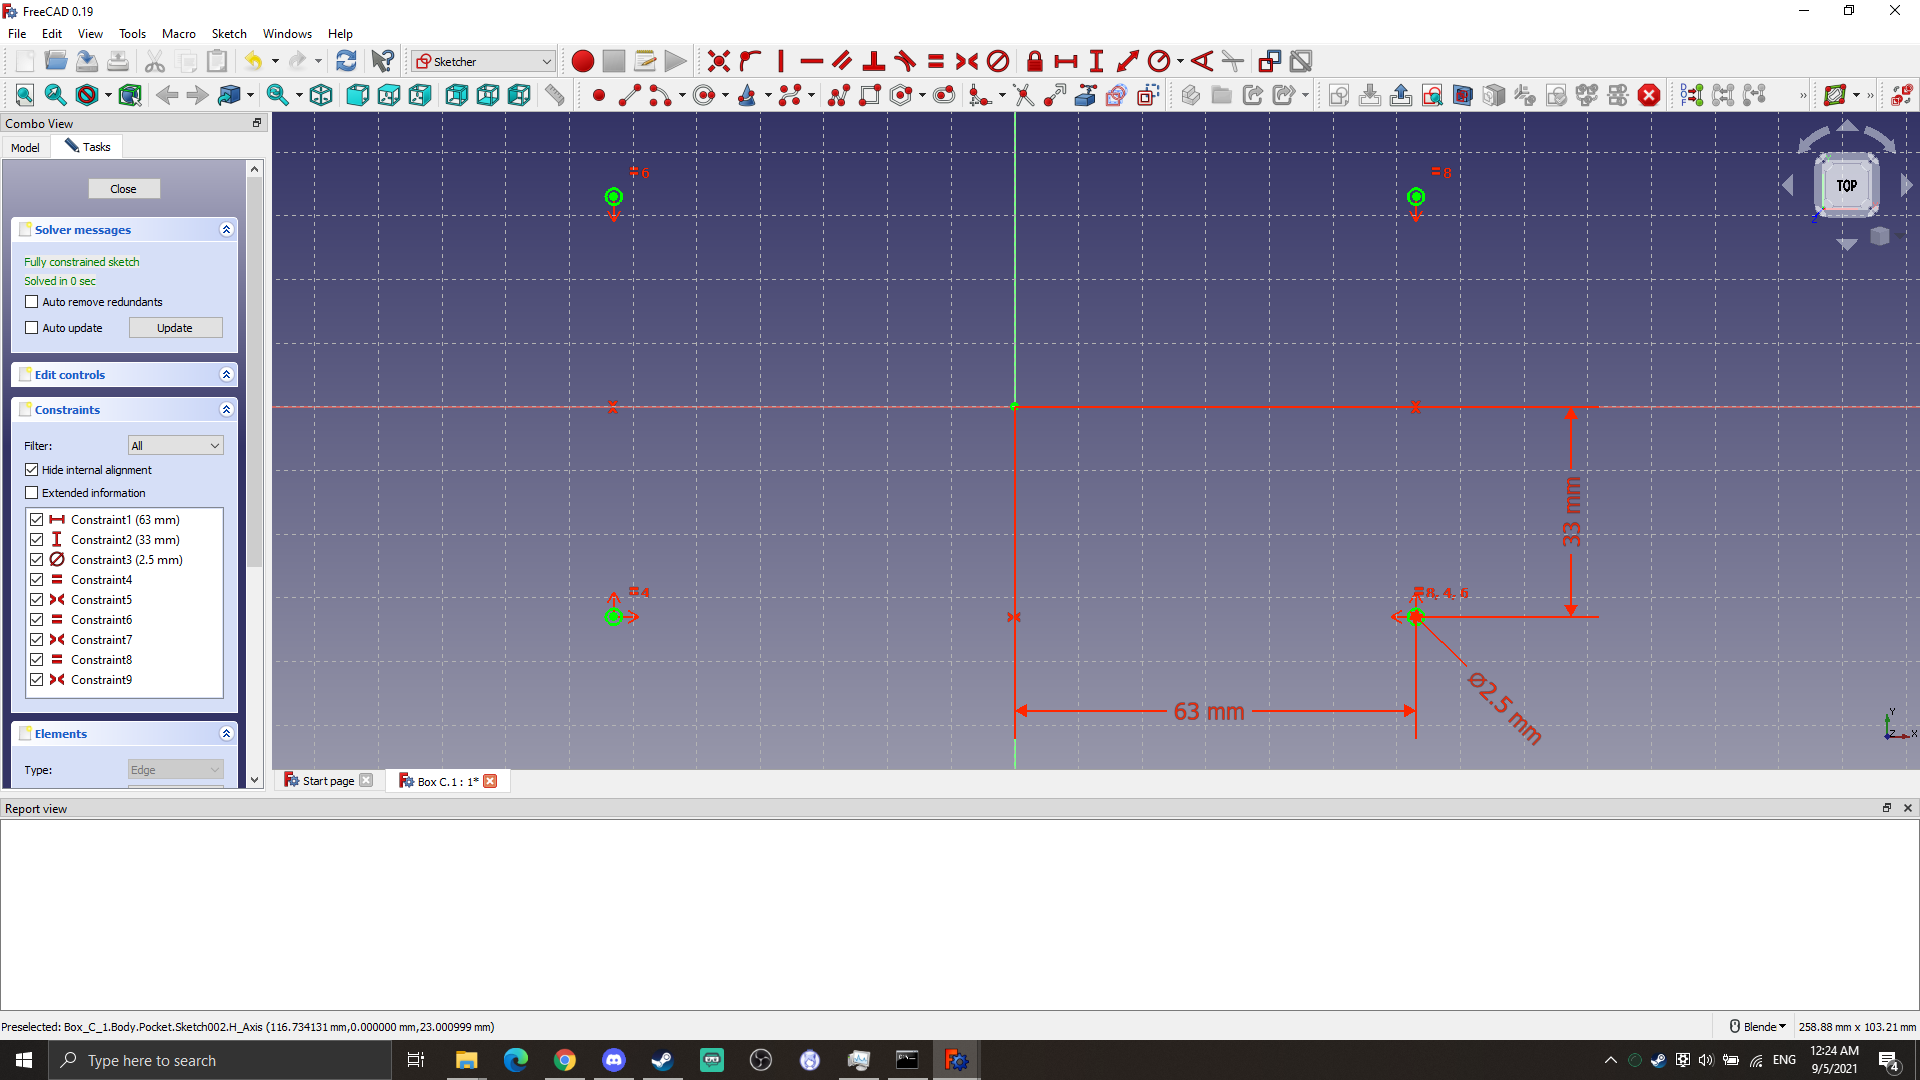 FreeCAD 0.19
File Edit View Tools Macro Sketch Windows Help
Sketcher
Combo View
Model Tasks
Close
Solver messages
Fully constrained sketch
Solved in 0 sec
Auto remove redundants
Auto update Update
Edit controls
Constraints
Filter: All
Hide internal alignment
Extended information
Constraint1 (63 mm)
Constraint2 (33 mm)
Constraint3 (2.5 mm)
Constraint4
Constraint5
Constraint6
Constraint7
Constraint8
Constraint9
Elements
Type: Edge
6
8
TOP
Z
33 mm
4
8, 4, 6
63 mm
⌀2.5 mm
Y
Z X
Start page Box C.1 : 1*
Report view
Preselected: Box_C_1.Body.Pocket.Sketch002.H_Axis (116.734131 mm,0.000000 mm,23.000999 mm)
Blende 258.88 mm x 103.21 mm
Type here to search
ENG
12:24 AM
9/5/2021
4